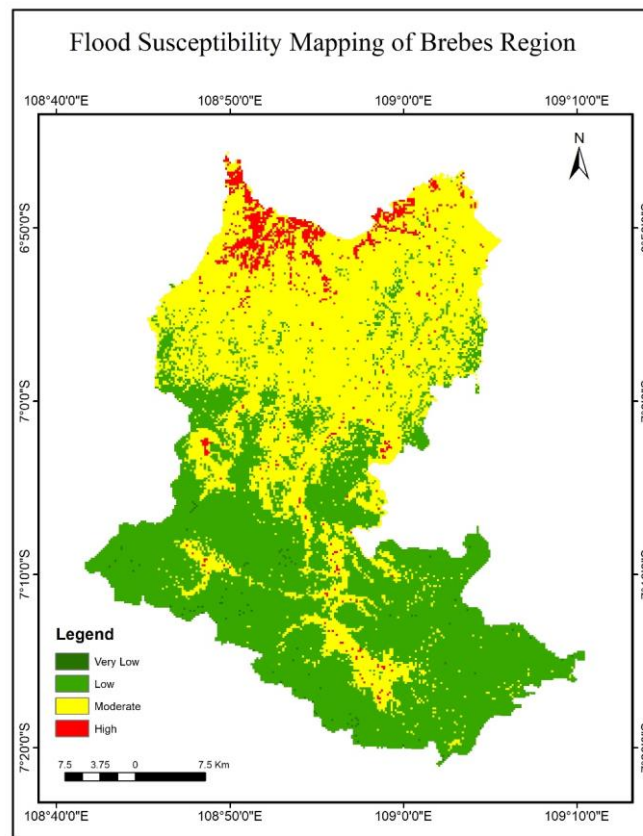 Flood Susceptibility Mapping of Brebes Region
108°40'0"E 108°50'0"E 109°0'0"E 109°10'0"E
N
6°50'0"S
7°0'0"S
7°10'0"S
7°20'0"S
Legend
Very Low
Low
Moderate
High
7.5 3.75 0 7.5 Km
108°40'0"E 108°50'0"E 109°0'0"E 109°10'0"E